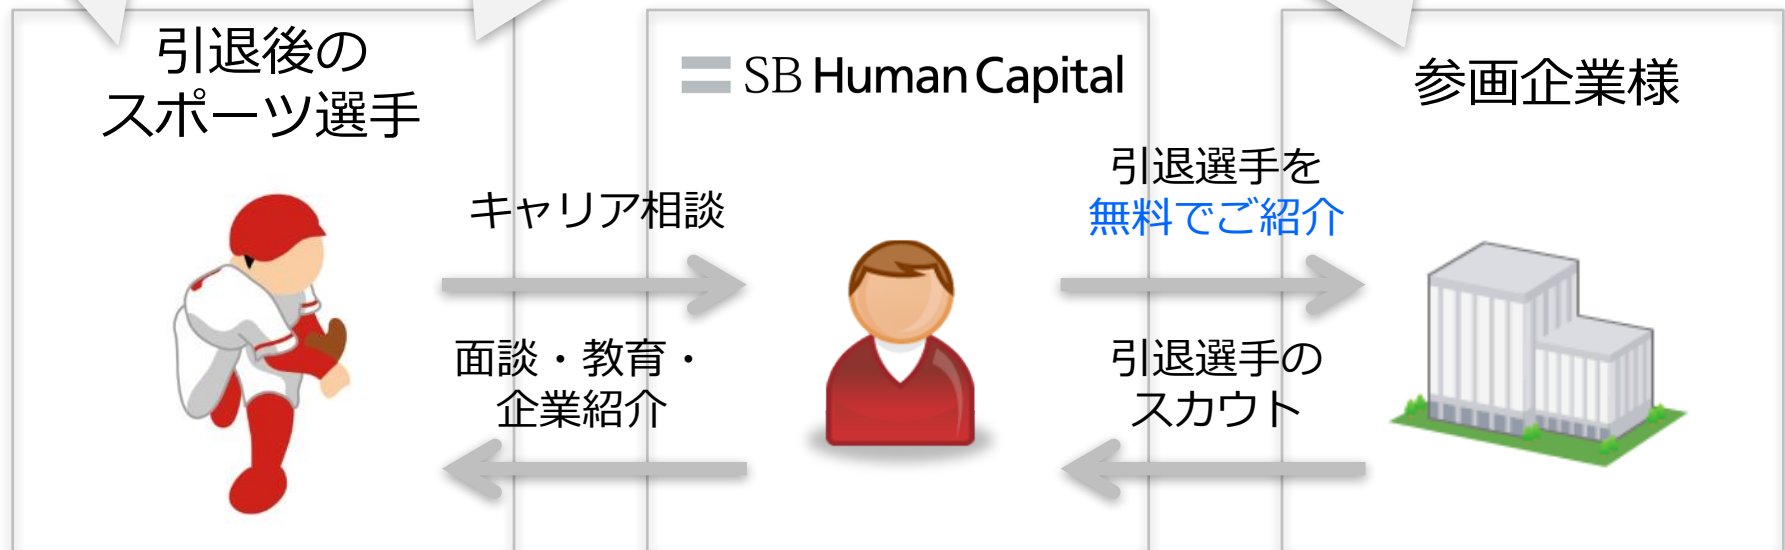 引退後の
スポーツ選手
SB Human Capital
参画企業様
キャリア相談
引退選手を
無料でご紹介
面談・教育・
企業紹介
引退選手の
スカウト